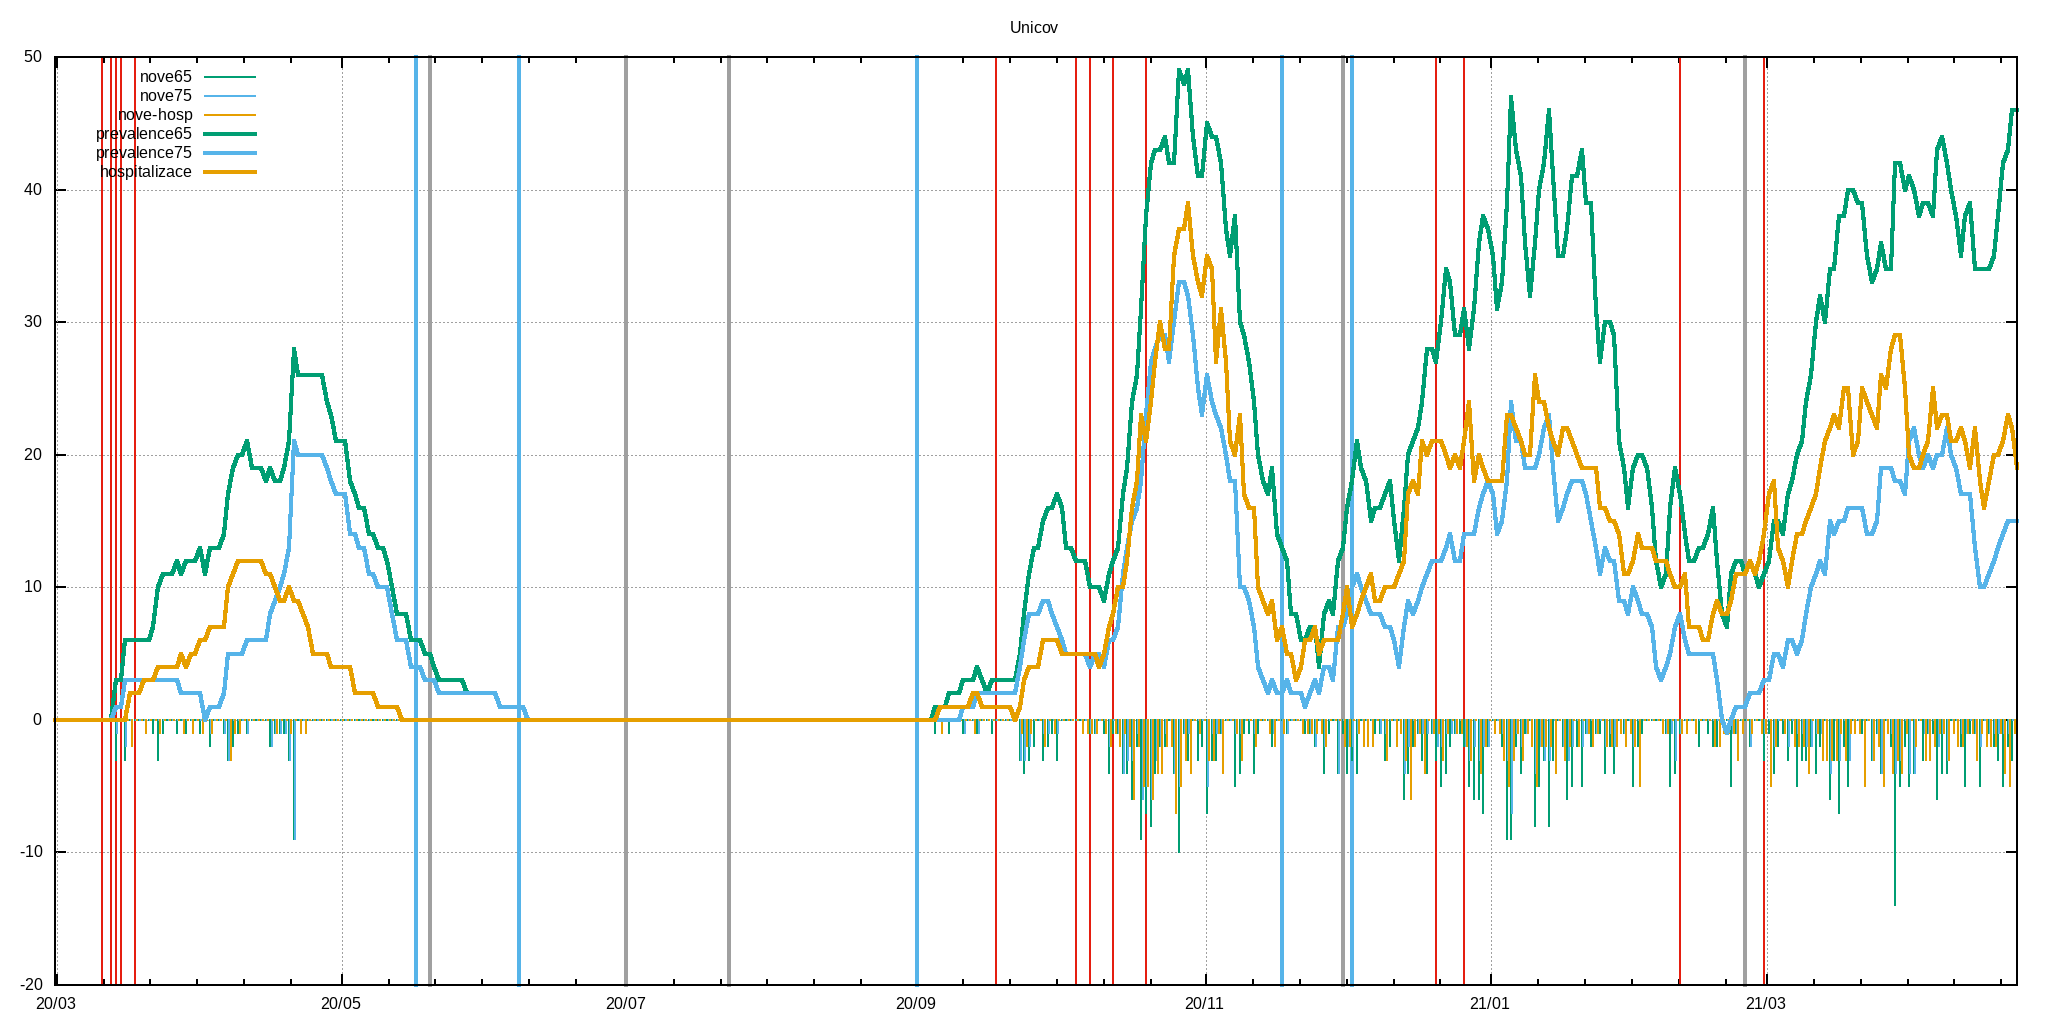 Unicov
50
nove65
nove75
nove-hosp
prevalence65
prevalence75
hospitalizace
40
30
20
10
0
-10
-20
20/03 20/05 20/07 20/09 20/11 21/01 21/03